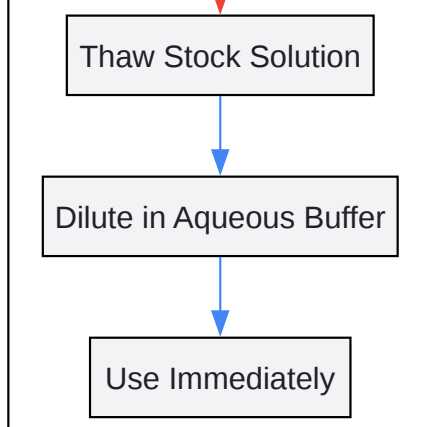 Thaw Stock Solution
Dilute in Aqueous Buffer
Use Immediately